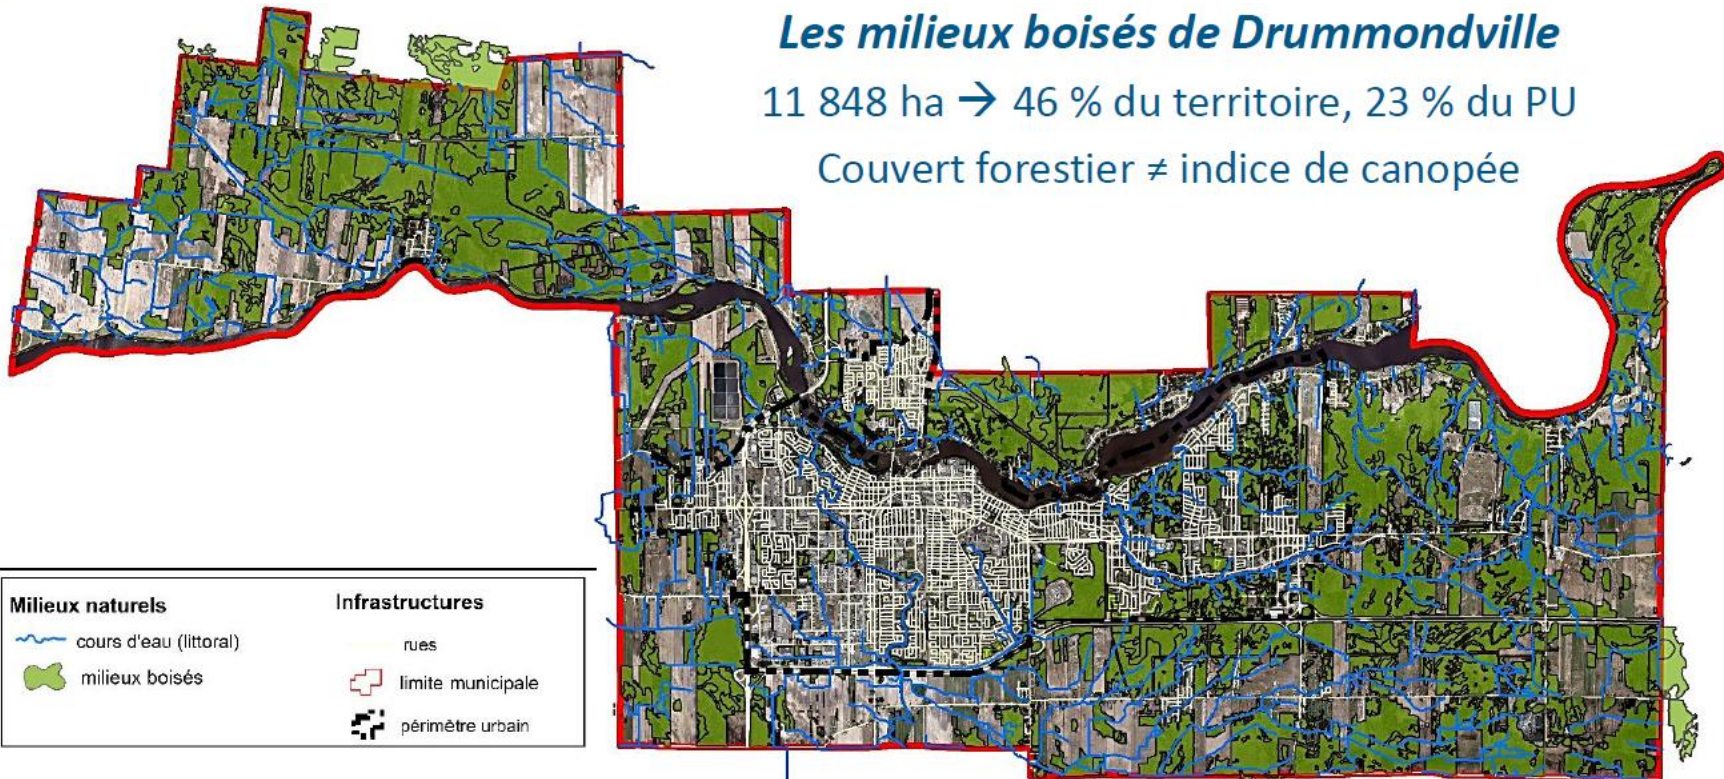 Les milieux boisés de Drummondville
11 848 ha → 46 % du territoire, 23 % du PU
Couvert forestier ≠ indice de canopée
Milieux naturels
cours d'eau (littoral)
milieux boisés
Infrastructures
rues
limite municipale
périmètre urbain